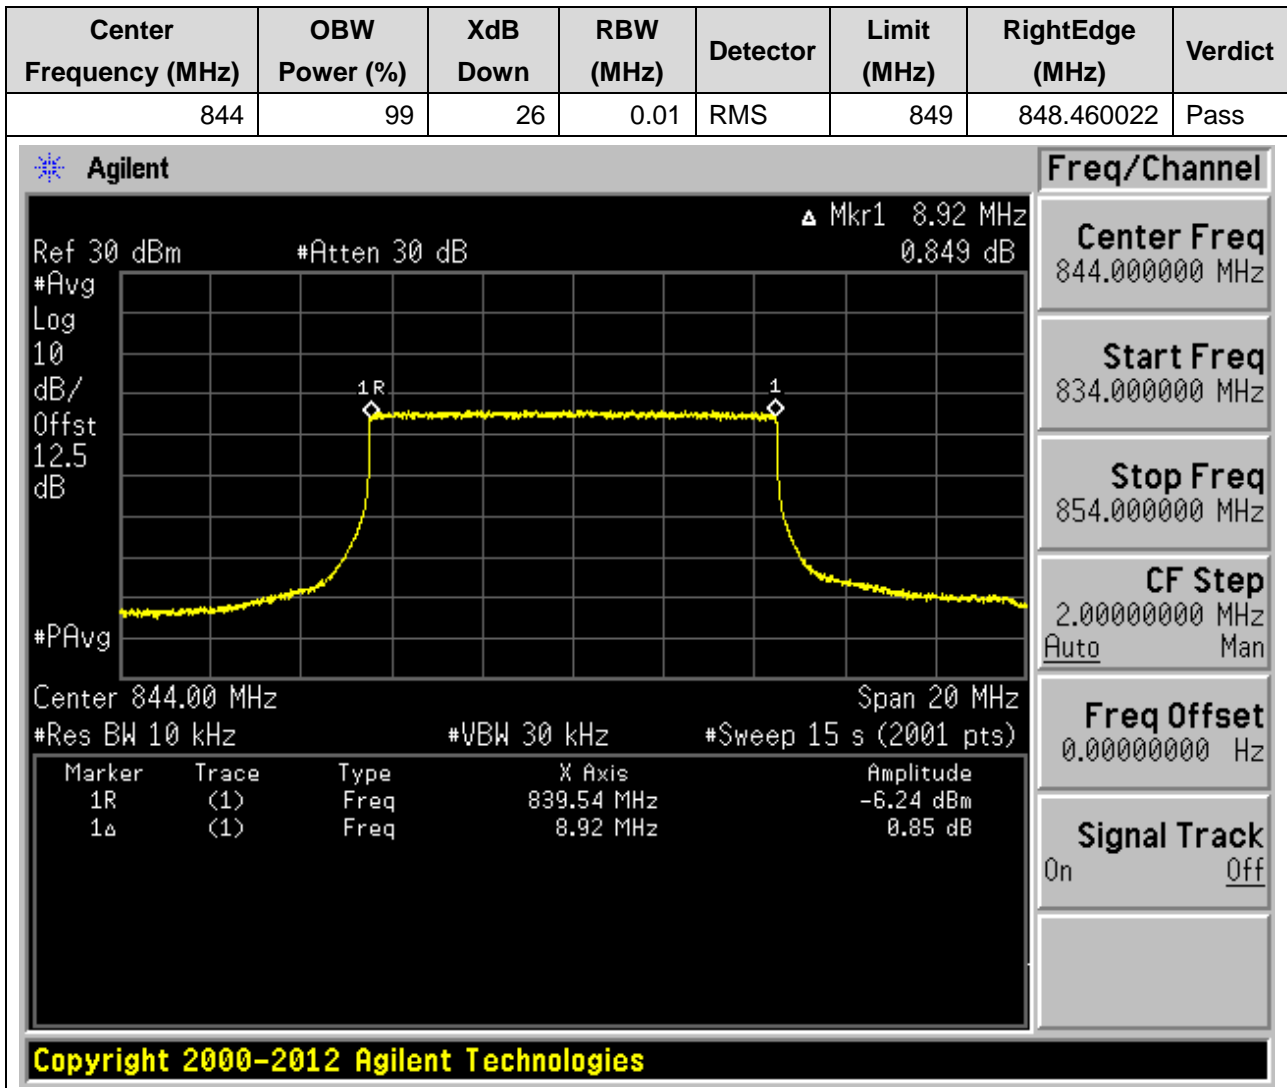 Center Frequency (MHz) OBW Power (%) XdB Down RBW (MHz) Detector Limit (MHz) RightEdge (MHz) Verdict
844 99 26 0.01 RMS 849 848.460022 Pass
Agilent
Freq/Channel
Δ Mkr1 8.92 MHz
Ref 30 dBm #Atten 30 dB 0.849 dB
#Avg
Log
10
dB/
Offst
12.5
dB
1R
1
#PAvg
Center 844.00 MHz Span 20 MHz
#Res BW 10 kHz #VBW 30 kHz #Sweep 15 s (2001 pts)
Marker Trace Type X Axis Amplitude
1R (1) Freq 839.54 MHz -6.24 dBm
1Δ (1) Freq 8.92 MHz 0.85 dB
Center Freq
844.000000 MHz
Start Freq
834.000000 MHz
Stop Freq
854.000000 MHz
CF Step
2.00000000 MHz
Auto Man
Freq Offset
0.00000000 Hz
Signal Track
On Off
Copyright 2000-2012 Agilent Technologies